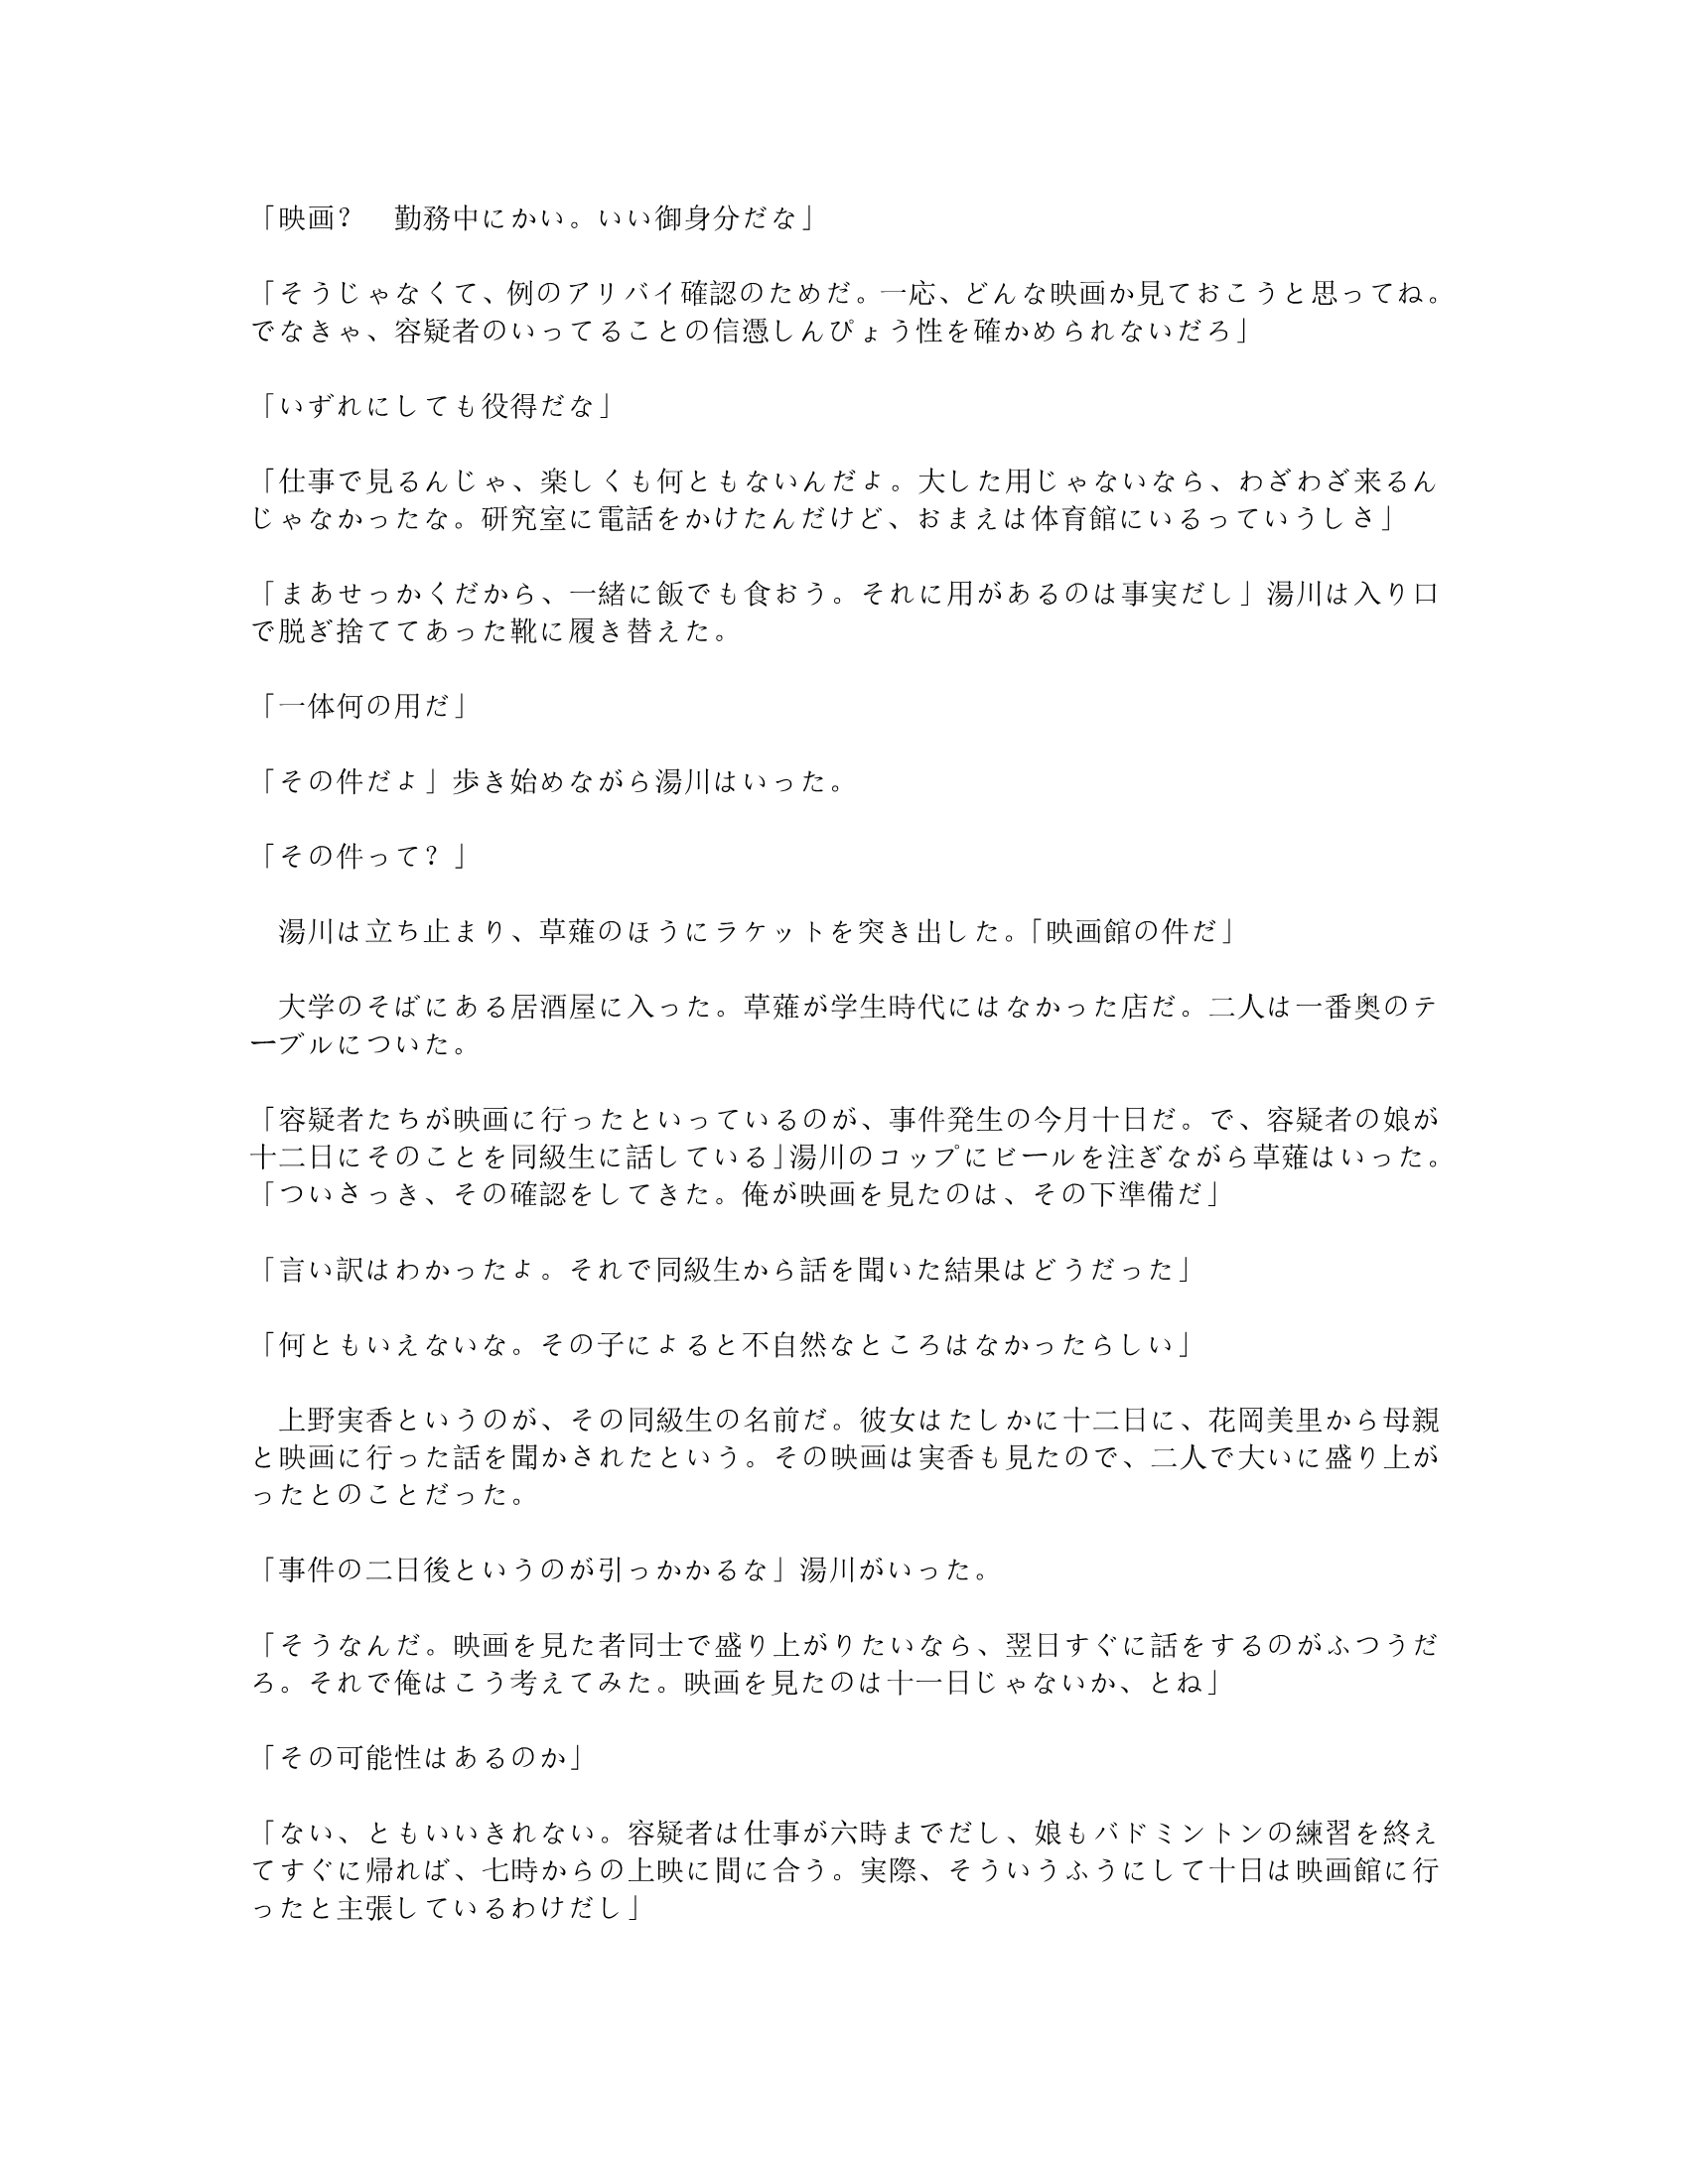 「映画？　勤務中にかい。いい御身分だな」
「そうじゃなくて、例のアリバイ確認のためだ。一応、どんな映画か見ておこうと思ってね。
でなきゃ、容疑者のいってることの信憑しんぴょう性を確かめられないだろ」
「いずれにしても役得だな」
「仕事で見るんじゃ、楽しくも何ともないんだよ。大した用じゃないなら、わざわざ来るん
じゃなかったな。研究室に電話をかけたんだけど、おまえは体育館にいるっていうしさ」
「まあせっかくだから、一緒に飯でも食おう。それに用があるのは事実だし」湯川は入り口
で脱ぎ捨ててあった靴に履き替えた。
「一体何の用だ」
「その件だよ」歩き始めながら湯川はいった。
「その件って？」
　湯川は立ち止まり、草薙のほうにラケットを突き出した。「映画館の件だ」
　大学のそばにある居酒屋に入った。草薙が学生時代にはなかった店だ。二人は一番奥のテ
ーブルについた。
「容疑者たちが映画に行ったといっているのが、事件発生の今月十日だ。で、容疑者の娘が
十二日にそのことを同級生に話している」湯川のコップにビールを注ぎながら草薙はいった。
「ついさっき、その確認をしてきた。俺が映画を見たのは、その下準備だ」
「言い訳はわかったよ。それで同級生から話を聞いた結果はどうだった」
「何ともいえないな。その子によると不自然なところはなかったらしい」
　上野実香というのが、その同級生の名前だ。彼女はたしかに十二日に、花岡美里から母親
と映画に行った話を聞かされたという。その映画は実香も見たので、二人で大いに盛り上が
ったとのことだった。
「事件の二日後というのが引っかかるな」湯川がいった。
「そうなんだ。映画を見た者同士で盛り上がりたいなら、翌日すぐに話をするのがふつうだ
ろ。それで俺はこう考えてみた。映画を見たのは十一日じゃないか、とね」
「その可能性はあるのか」
「ない、ともいいきれない。容疑者は仕事が六時までだし、娘もバドミントンの練習を終え
てすぐに帰れば、七時からの上映に間に合う。実際、そういうふうにして十日は映画館に行
ったと主張しているわけだし」